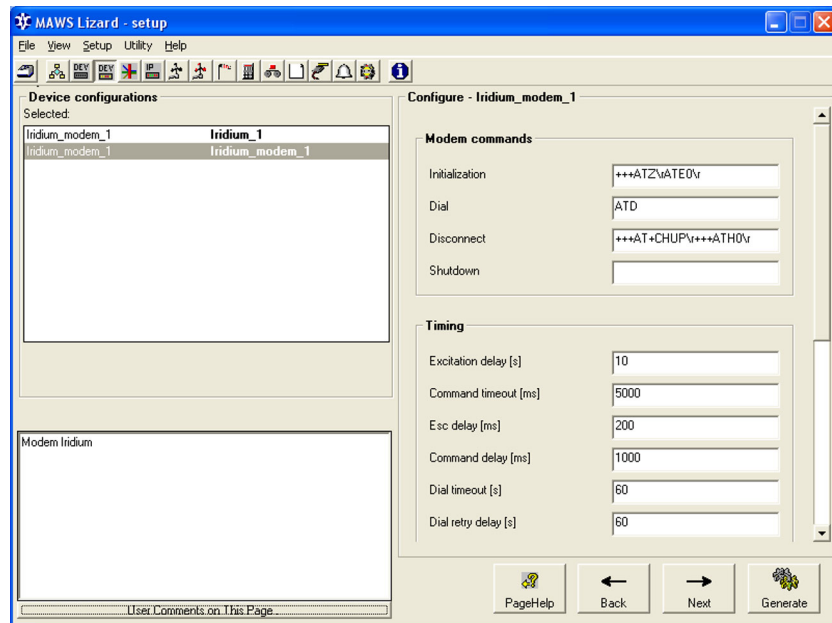 MAWS Lizard - setup
File View Setup Utility Help
Device configurations
Selected:
Iridium_modem_1 Iridium_1
Iridium_modem_1 Iridium_modem_1
Modem Iridium
User Comments on This Page..
Configure - Iridium_modem_1
Modem commands
Initialization +++ATZ\rATE0\r
Dial ATD
Disconnect +++AT+CHUP\r+++ATH0\r
Shutdown
Timing
Excitation delay [s] 10
Command timeout [ms] 5000
Esc delay [ms] 200
Command delay [ms] 1000
Dial timeout [s] 60
Dial retry delay [s] 60
PageHelp Back Next Generate